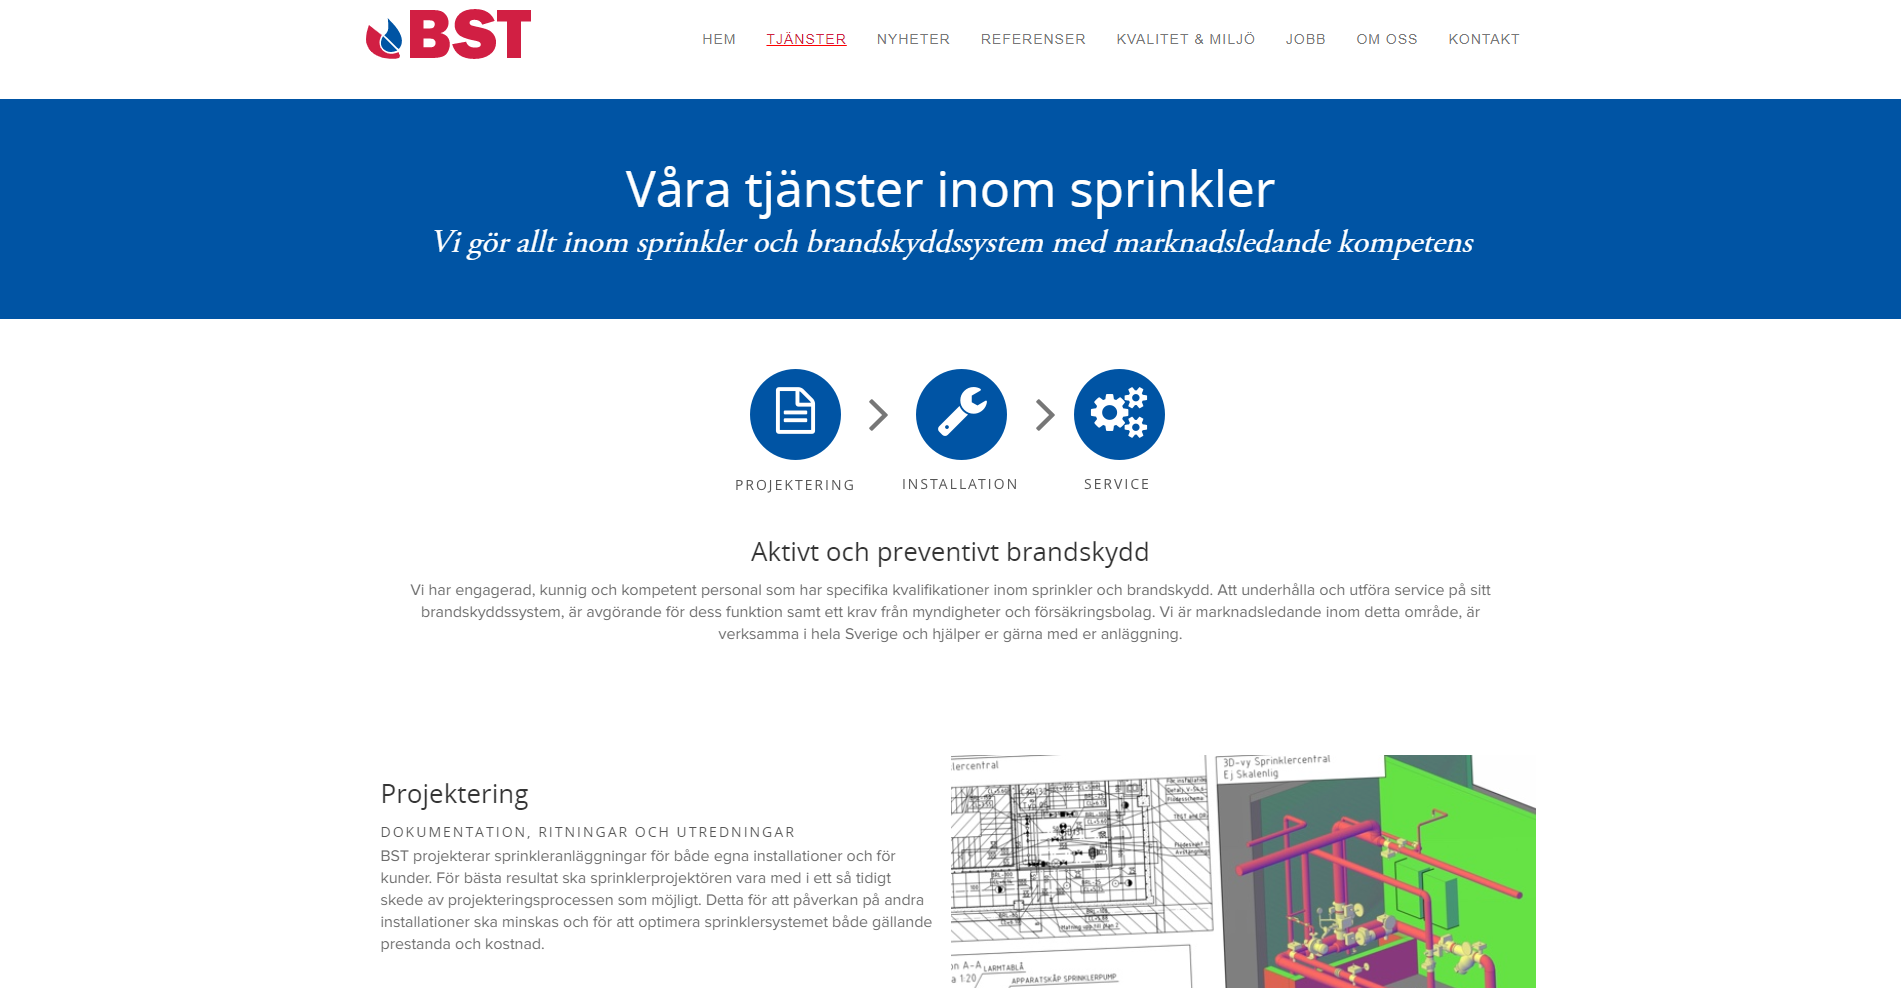 BST
HEM TJÄNSTER NYHETER REFERENSER KVALITET & MILJÖ JOBB OM OSS KONTAKT
Våra tjänster inom sprinkler
Vi gör allt inom sprinkler och brandskyddssystem med marknadsledande kompetens
PROJEKTERING INSTALLATION SERVICE
Aktivt och preventivt brandskydd
Vi har engagerad, kunnig och kompetent personal som har specifika kvalifikationer inom sprinkler och brandskydd. Att underhålla och utföra service på sitt
brandskyddssystem, är avgörande för dess funktion samt ett krav från myndigheter och försäkringsbolag. Vi är marknadsledande inom detta område, är
verksamma i hela Sverige och hjälper er gärna med er anläggning.
Projektering
DOKUMENTATION, RITNINGAR OCH UTREDNINGAR
BST projekterar sprinkleranläggningar för både egna installationer och för
kunder. För bästa resultat ska sprinklerprojektören vara med i ett så tidigt
skede av projekteringsprocessen som möjligt. Detta för att påverkan på andra
installationer ska minskas och för att optimera sprinklersystemet både gällande
prestanda och kostnad.
lercentral
3D-vy Sprinklercentral
Ej Skalenlig
Matning upp till plan 2
on A-A
a 1:20
LARMTABLÅ
APPARATSKÅP SPRINKLERPUMP